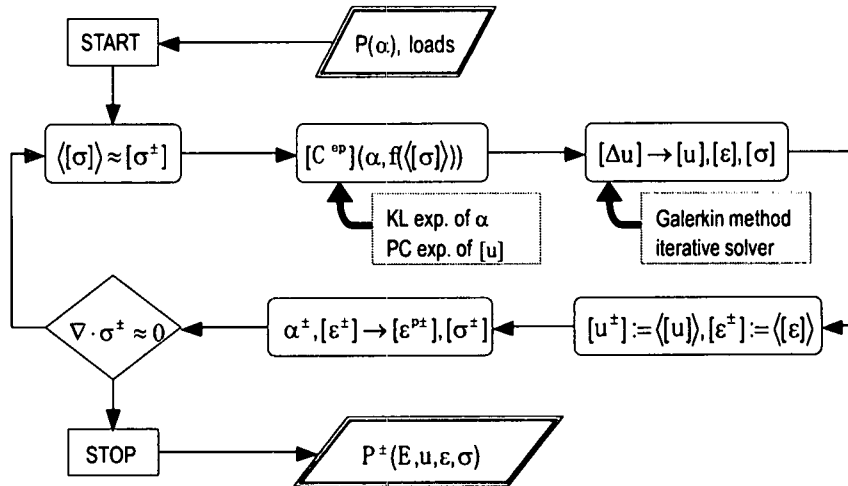 START
P(α), loads
⟨[σ]⟩ ≈ [σ±]
[C ep](α, f(⟨[σ]⟩))
[Δu] → [u], [ε], [σ]
KL exp. of α
PC exp. of [u]
Galerkin method
iterative solver
∇ · σ± ≈ 0
α±, [ε±] → [εp±], [σ±]
[u±] := ⟨[u]⟩, [ε±] := ⟨[ε]⟩
STOP
P±(E, u, ε, σ)